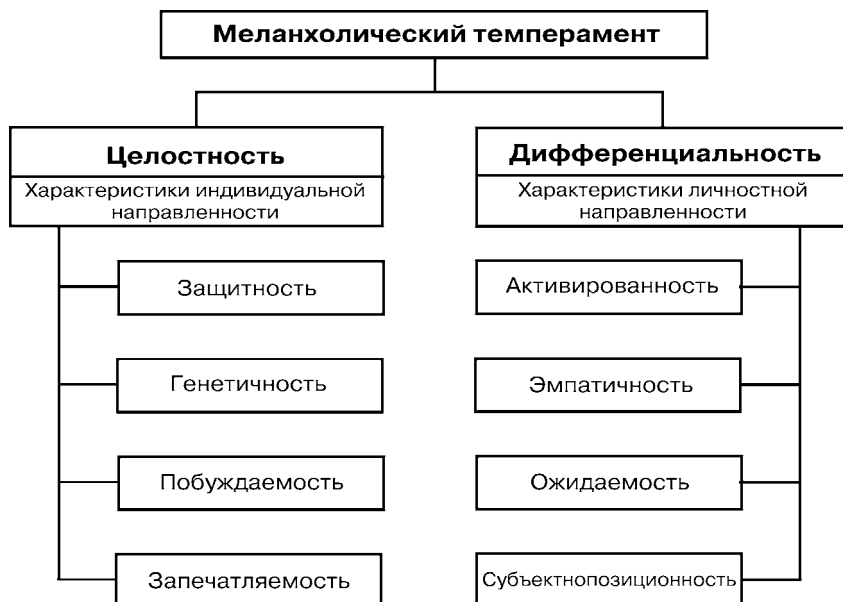 Меланхолический темперамент
Целостность
Характеристики индивидуальной
направленности
Защитность
Генетичность
Побуждаемость
Запечатляемость
Дифференциальность
Характеристики личностной
направленности
Активированность
Эмпатичность
Ожидаемость
Субъектнопозиционность